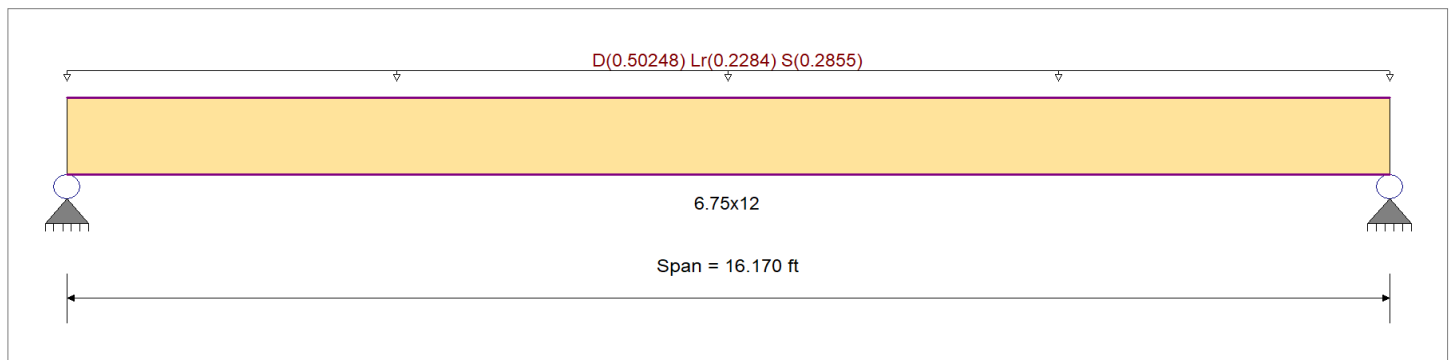 D(0.50248) Lr(0.2284) S(0.2855)
6.75x12
Span = 16.170 ft